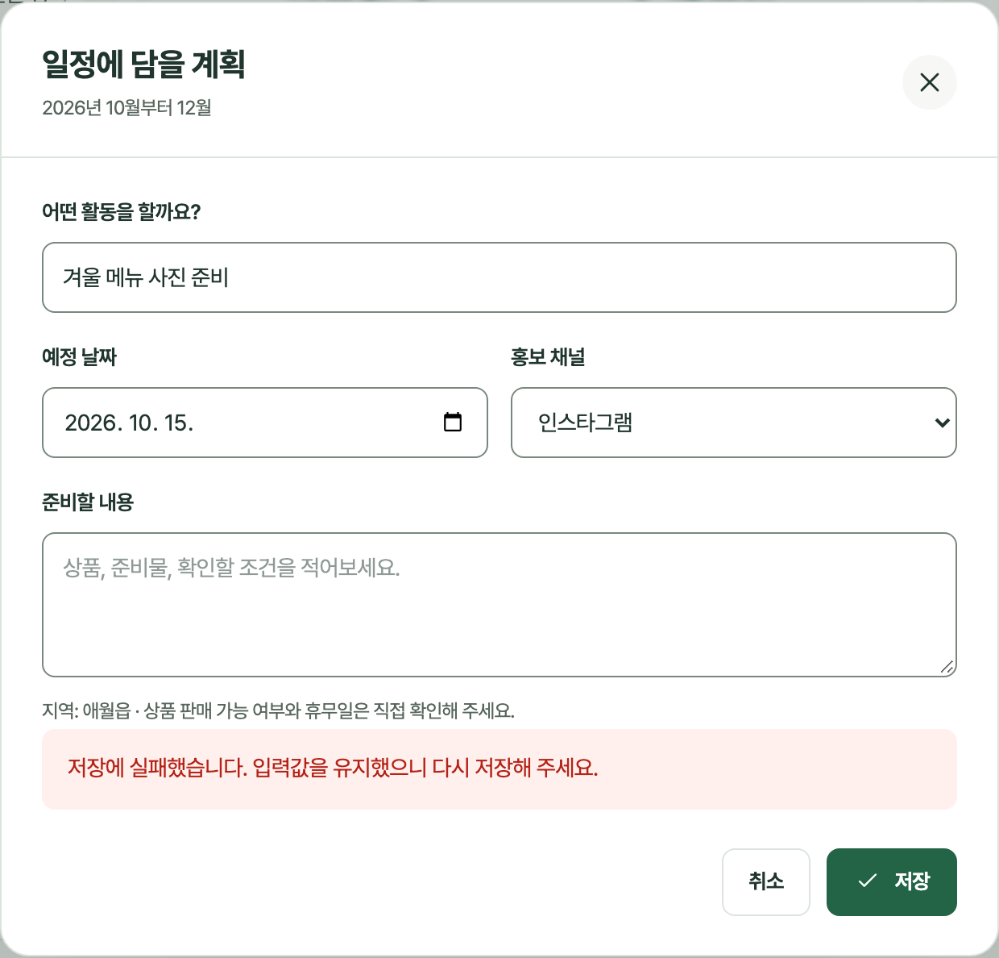 일정에 담을 계획
2026년 10월부터 12월
어떤 활동을 할까요?
겨울 메뉴 사진 준비
예정 날짜
홍보 채널
2026. 10. 15.
인스타그램
준비할 내용
상품, 준비물, 확인할 조건을 적어보세요.
지역: 애월읍 · 상품 판매 가능 여부와 휴무일은 직접 확인해 주세요.
저장에 실패했습니다. 입력값을 유지했으니 다시 저장해 주세요.
취소
저장